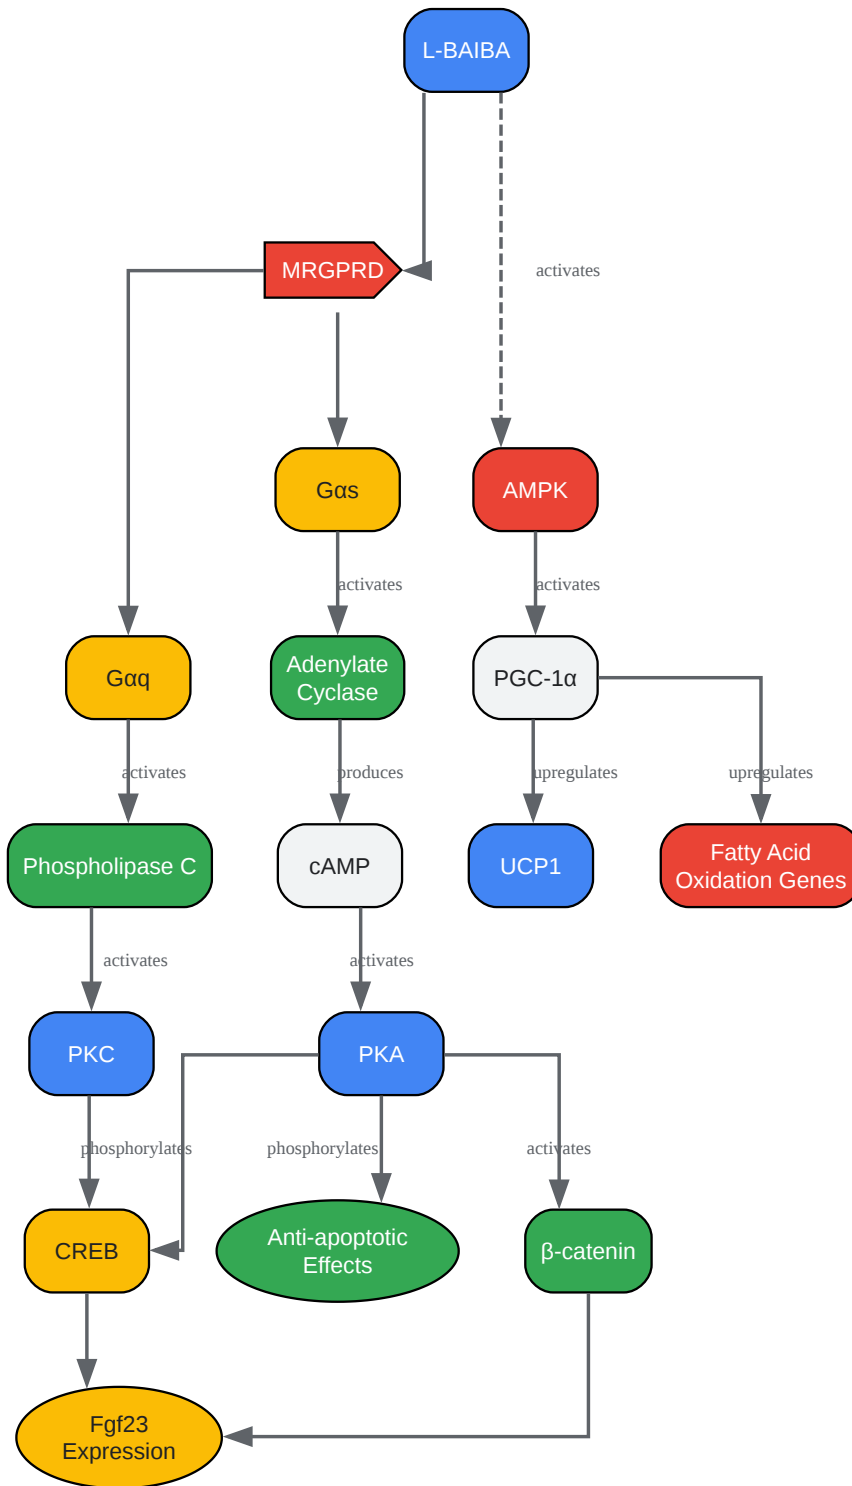 L-BAIBA
MRGPRD
activates
Gαs
AMPK
activates
activates
Gαq
Adenylate
Cyclase
PGC-1α
activates
produces
upregulates
upregulates
Phospholipase C
cAMP
UCP1
Fatty Acid
Oxidation Genes
activates
activates
PKC
PKA
phosphorylates
phosphorylates
activates
CREB
Anti-apoptotic
Effects
β-catenin
Fgf23
Expression